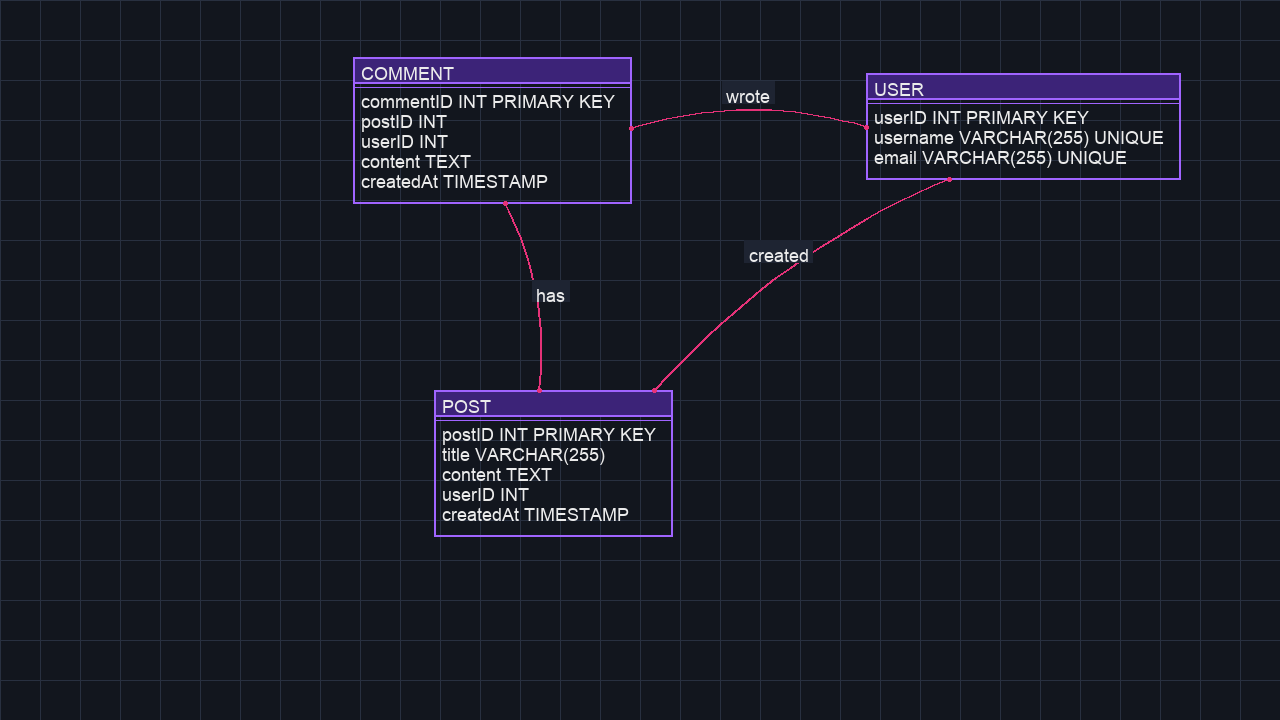 COMMENT
commentID INT PRIMARY KEY
postID INT
userID INT
content TEXT
createdAt TIMESTAMP
wrote
USER
userID INT PRIMARY KEY
username VARCHAR(255) UNIQUE
email VARCHAR(255) UNIQUE
created
has
POST
postID INT PRIMARY KEY
title VARCHAR(255)
content TEXT
userID INT
createdAt TIMESTAMP